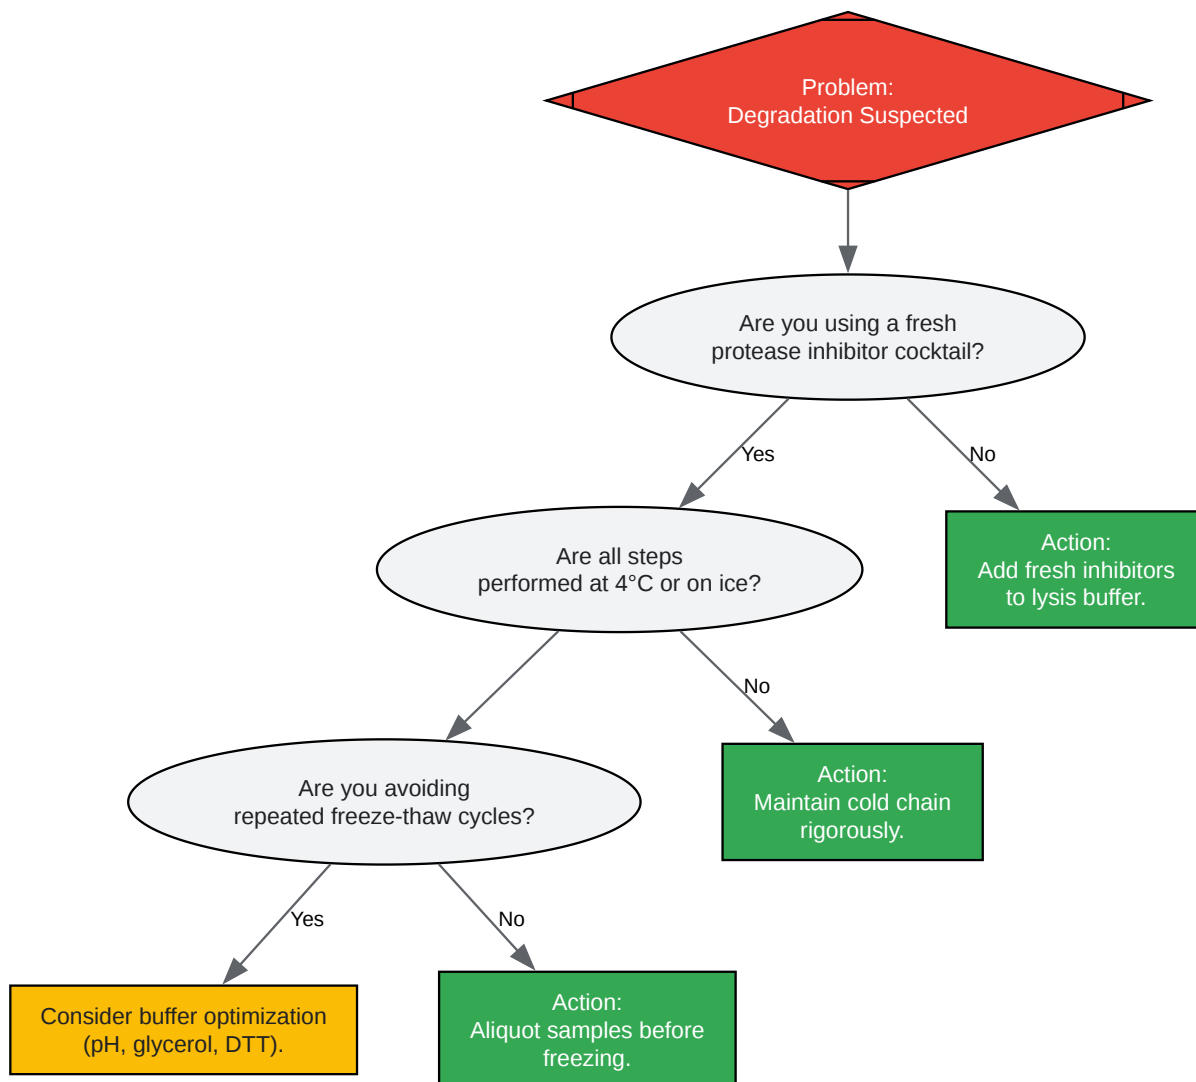 Problem:
Degradation Suspected
Are you using a fresh
protease inhibitor cocktail?
Yes
No
Are all steps
performed at 4°C or on ice?
Action:
Add fresh inhibitors
to lysis buffer.
No
Are you avoiding
repeated freeze-thaw cycles?
Action:
Maintain cold chain
rigorously.
Yes
No
Consider buffer optimization
(pH, glycerol, DTT).
Action:
Aliquot samples before
freezing.